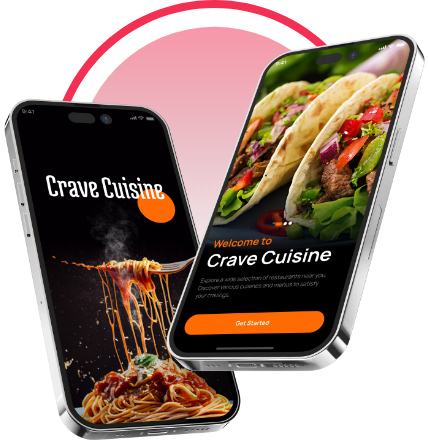 9:41
Crave Cuisine
9:41
Welcome to
Crave Cuisine
Explore a wide selection of restaurants near you.
Discover various cuisines and menus to satisfy
your cravings.
Get Started